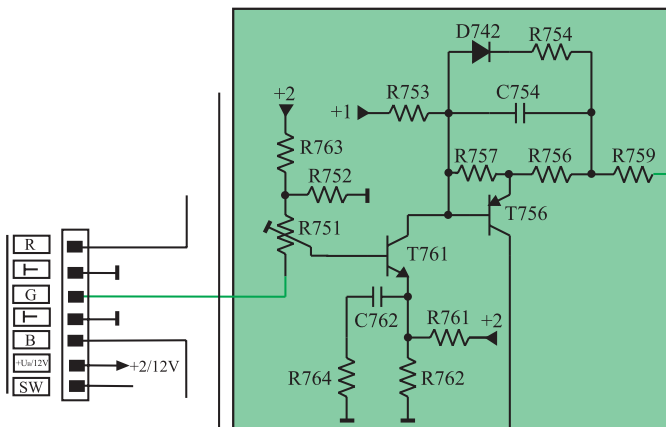 D742
R754
+2
R753
C754
+1
R763
R757
R756
R759
R752
R751
T756
R
T761
G
C762
R761
+2
B
+U_B/12V
+2/12V
R764
R762
SW